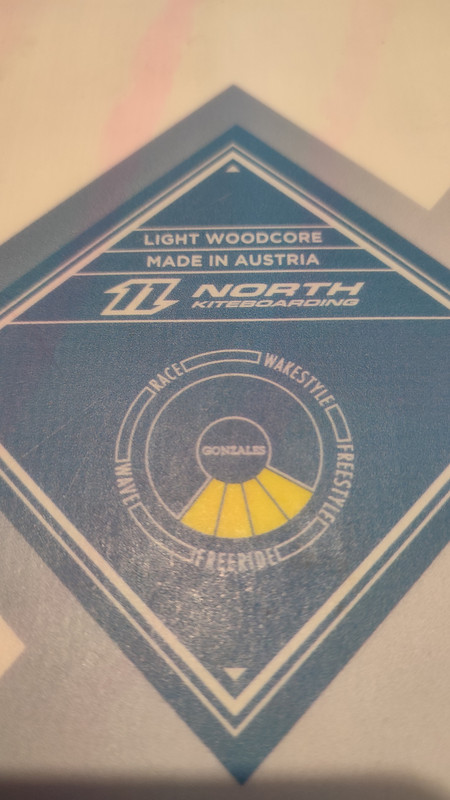 LIGHT WOODCORE
MADE IN AUSTRIA
NORTH
KITEBOARDING
RACE
WAKESTYLE
GONZALES
WAVE
FREESTYLE
FREERIDE